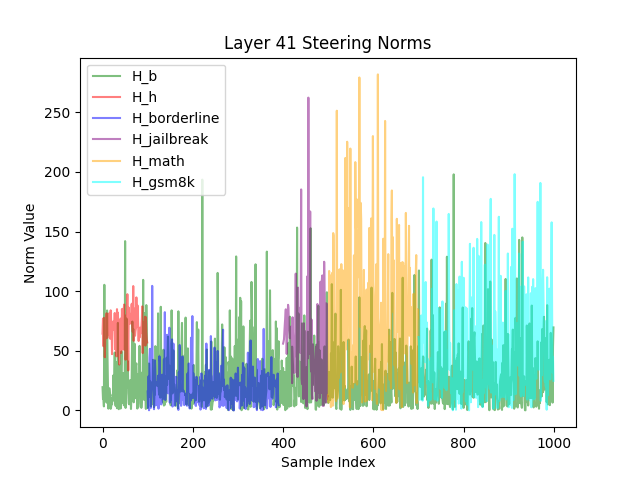 Layer 41 Steering Norms
H_b
H_h
H_borderline
H_jailbreak
H_math
H_gsm8k
Norm Value
250
200
150
100
50
0
0 200 400 600 800 1000
Sample Index